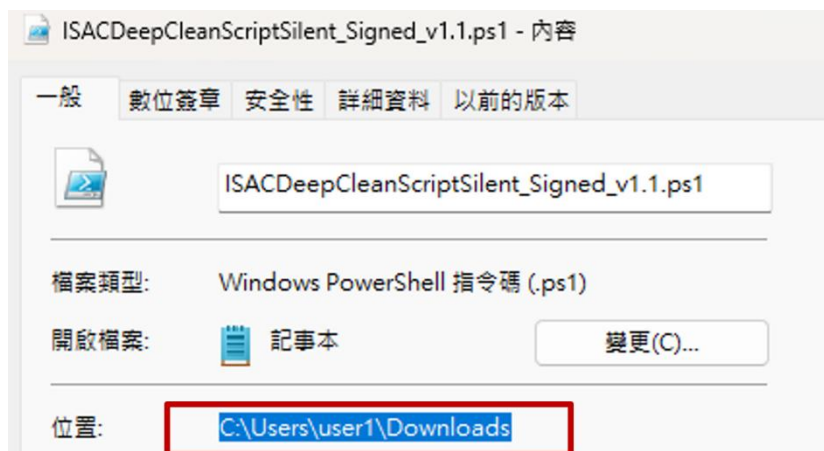 ISACDeepCleanScriptSilent_Signed_v1.1.ps1 - 內容
一般 數位簽章 安全性 詳細資料 以前的版本
ISACDeepCleanScriptSilent_Signed_v1.1.ps1
檔案類型: Windows PowerShell 指令碼 (.ps1)
開啟檔案: 記事本 變更(C)...
位置: C:\Users\user1\Downloads